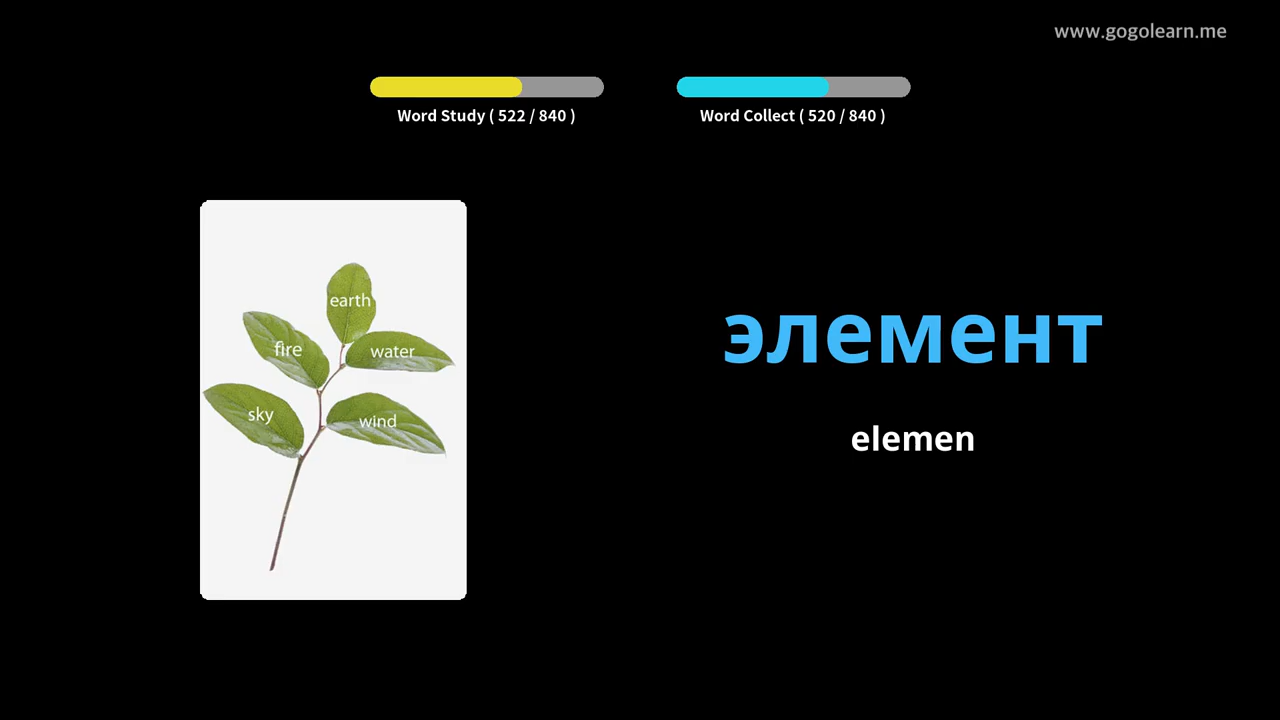 www.gogolearn.me
Word Study ( 522 / 840 )
Word Collect ( 520 / 840 )
earth
fire
water
sky
wind
элемент
elemen